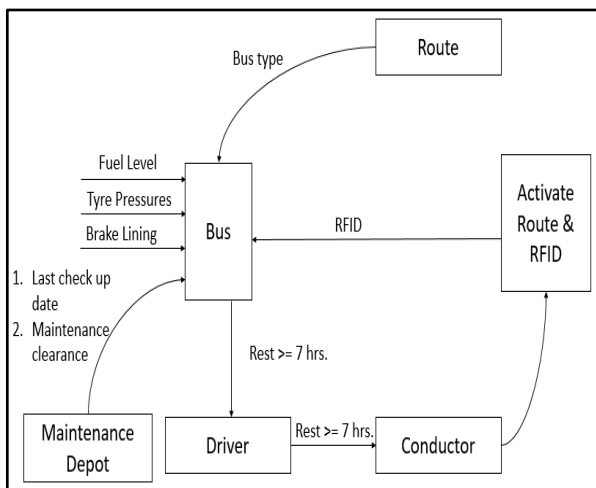 Route
Bus type
Fuel Level
Tyre Pressures
Brake Lining
Bus
RFID
Activate
Route &
RFID
1. Last check up
date
2. Maintenance
clearance
Rest >= 7 hrs.
Maintenance
Depot
Driver
Rest >= 7 hrs.
Conductor